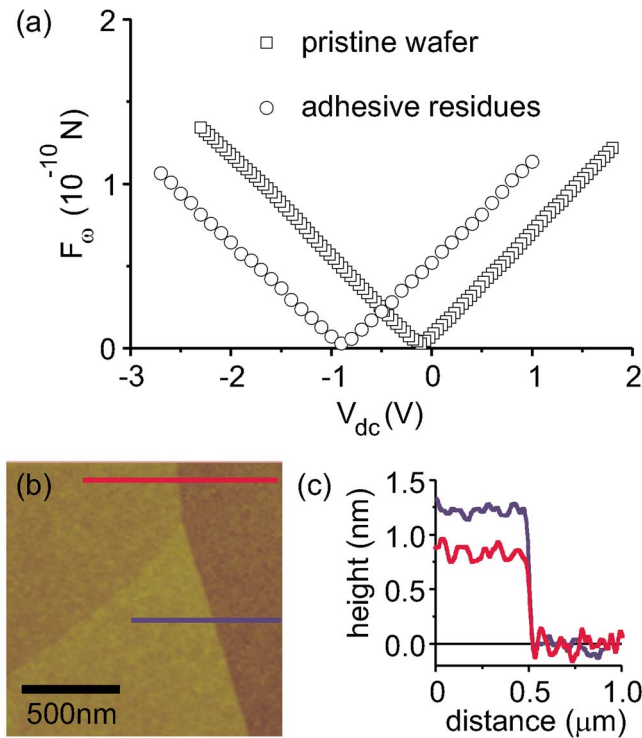 (a)
2
pristine wafer
adhesive residues
1
0
F_ω (10^-10 N)
-3 -2 -1 0 1 2
V_dc (V)
(b)
500nm
(c)
1.5
1.0
0.5
0.0
height (nm)
0 0.5 1.0
distance (μm)